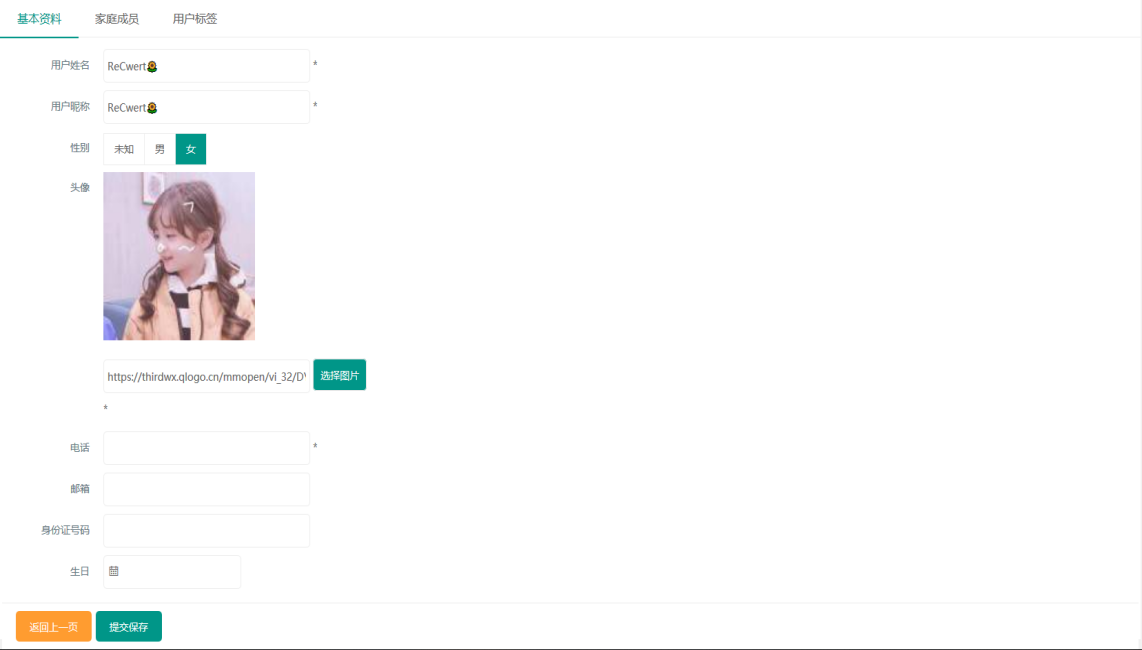 基本资料 家庭成员 用户标签
用户姓名 ReCwert🌻 *
用户昵称 ReCwert🌻 *
性别 未知 男 女
头像
https://thirdwx.qlogo.cn/mmopen/vi_32/D 选择图片
*
电话 *
邮箱
身份证号码
生日
返回上一页 提交保存